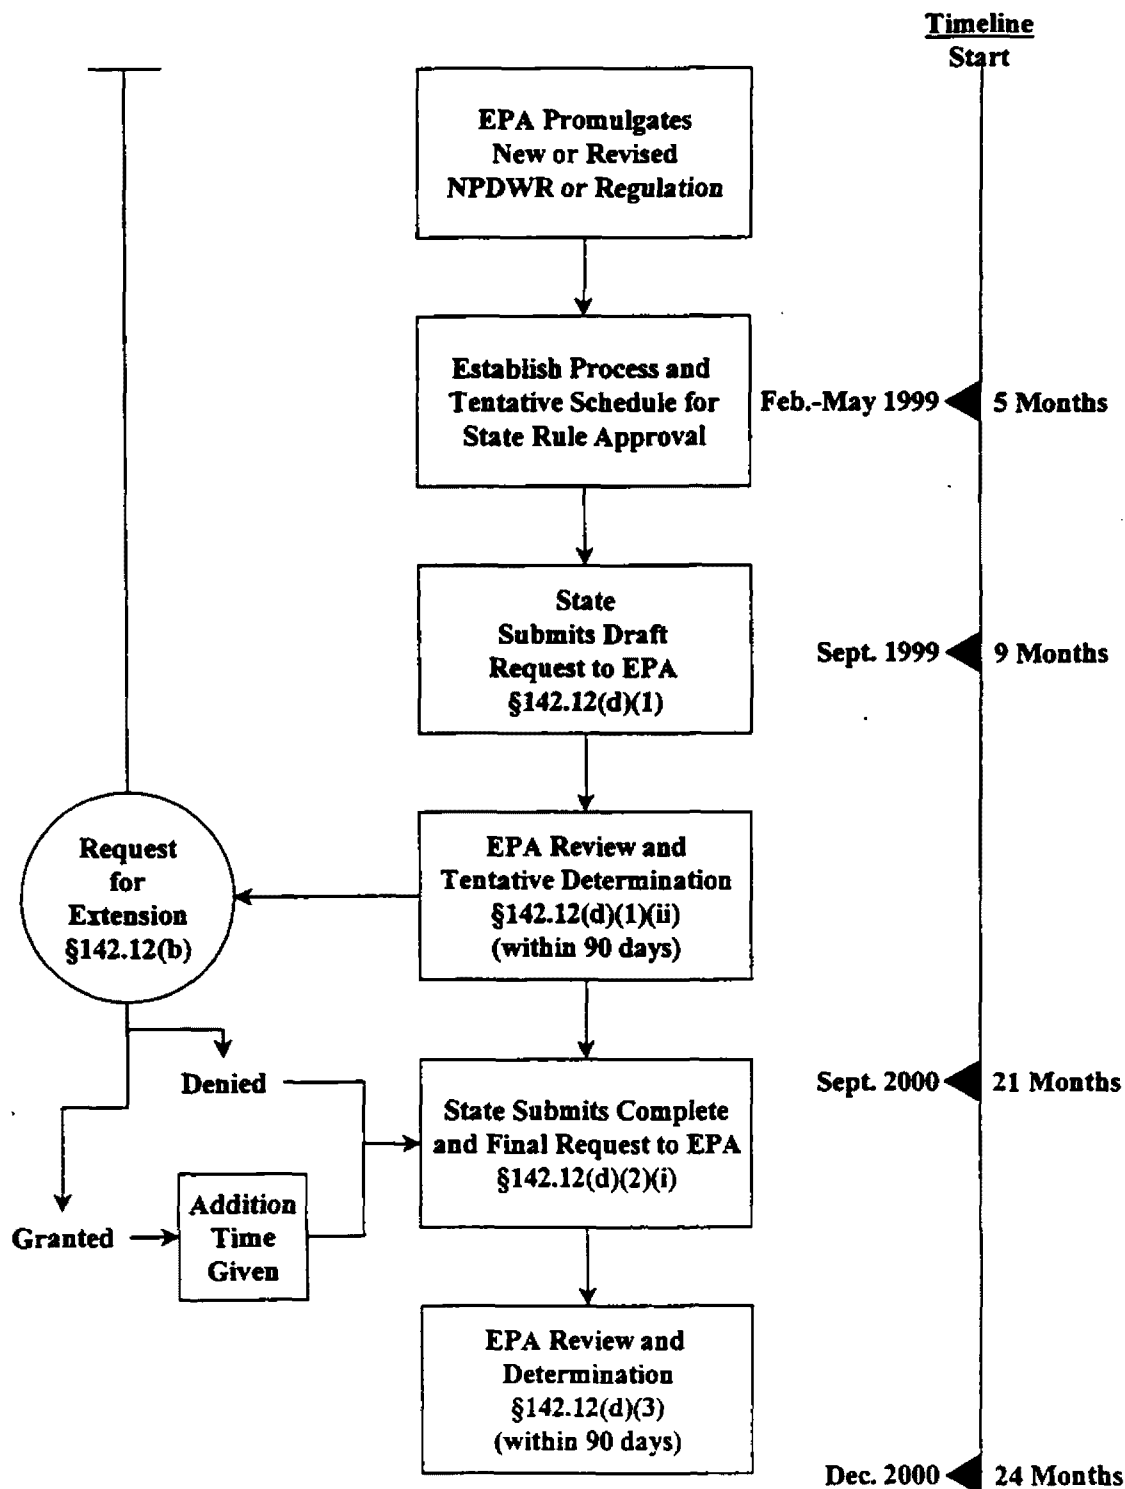 Timeline
Start
EPA Promulgates
New or Revised
NPDWR or Regulation
Establish Process and
Tentative Schedule for
State Rule Approval
Feb.-May 1999
5 Months
State
Submits Draft
Request to EPA
§142.12(d)(1)
Sept. 1999
9 Months
Request
for
Extension
§142.12(b)
EPA Review and
Tentative Determination
§142.12(d)(1)(ii)
(within 90 days)
Denied
Granted
Addition
Time
Given
State Submits Complete
and Final Request to EPA
§142.12(d)(2)(i)
Sept. 2000
21 Months
EPA Review and
Determination
§142.12(d)(3)
(within 90 days)
Dec. 2000
24 Months